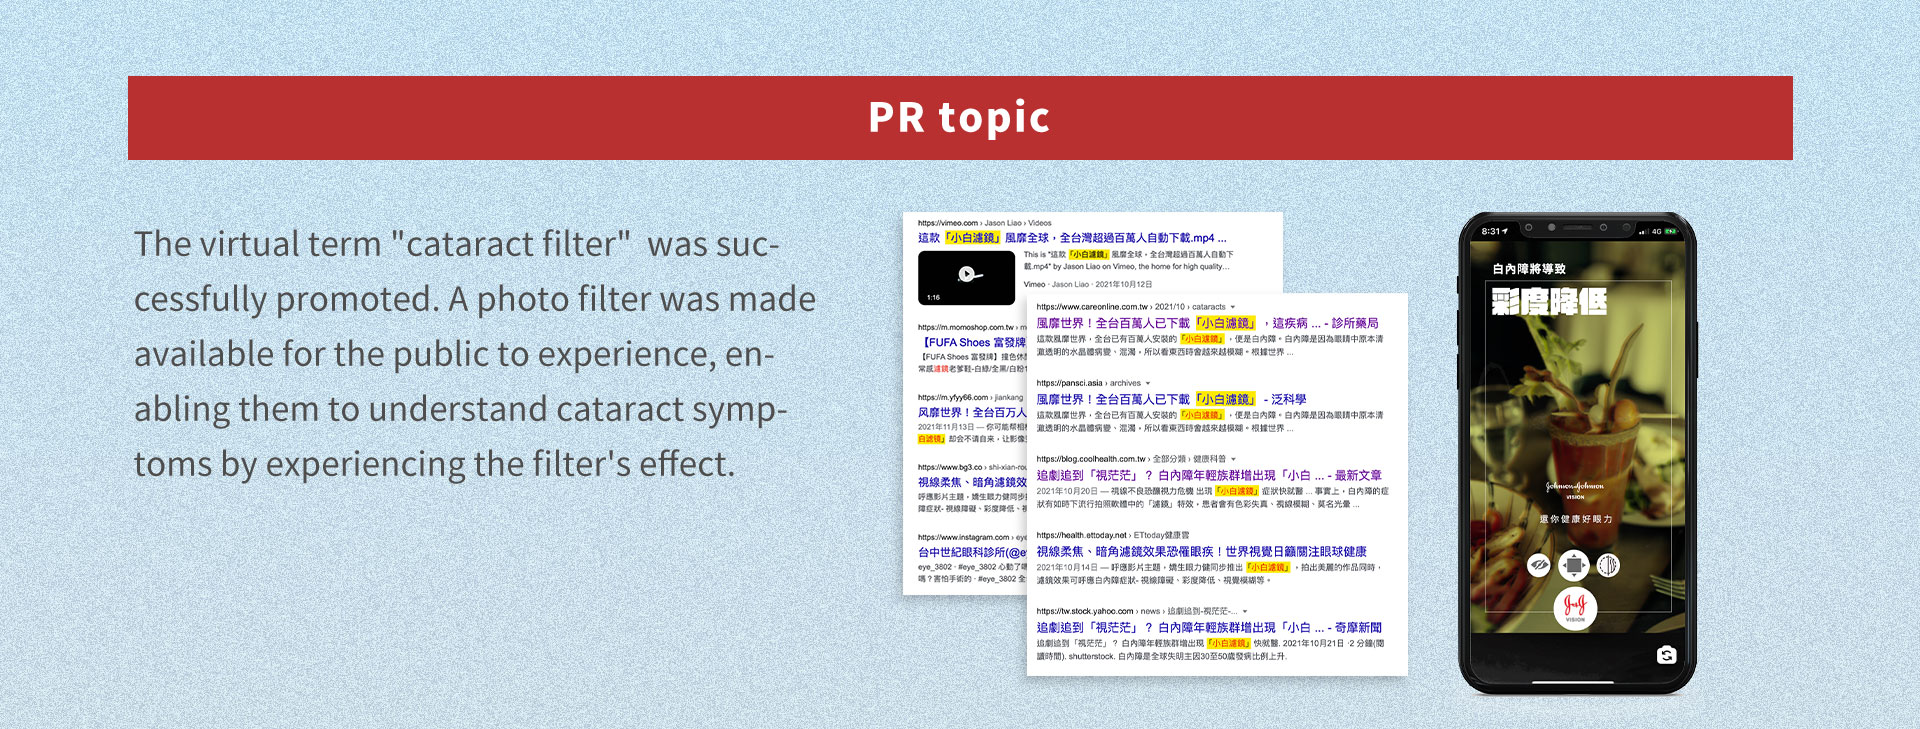 PR topic
The virtual term "cataract filter" was suc-
cessfully promoted. A photo filter was made
available for the public to experience, en-
abling them to understand cataract symp-
toms by experiencing the filter's effect.
https://vimeo.com › Jason Liao › Videos
這款「小白濾鏡」風靡全球，全台灣超過百萬人自動下載.mp4 ...
This is "這款「小白濾鏡」風靡全球，全台灣超過百萬人自動下
載.mp4" by Jason Liao on Vimeo, the home for high quality...
1:16
Vimeo · Jason Liao · 2021年10月12日
https://m.momoshop.com.tw › m
【FUFA Shoes 富發牌】撞色休
常感濾鏡老爹鞋-白綠/全黑/白粉
https://m.yfyy66.com › jiankang
风靡世界！全台百万人
2021年11月13日 — 你可能帮相
白滤镜」却会不请自来，让影像
https://www.bg3.co › shi-xian-rou
視線柔焦、暗角濾鏡效
呼應影片主題，嬌生眼力健同步
障症狀- 視線障礙、彩度降低、
https://www.instagram.com › eye
台中世紀眼科診所(@e
eye_3802 · #eye_3802 心動了嗎
嗎？害怕手術的 · #eye_3802 全
https://www.careonline.com.tw › 2021/10 › cataracts
風靡世界！全台百萬人已下載「小白濾鏡」，這疾病 ... - 診所藥局
這款風靡世界，全台已有百萬人安裝的「小白濾鏡」，便是白內障。白內障是因為眼睛中原本清
澈透明的水晶體病變、混濁，所以看東西時會越來越模糊。根據世界 ...
https://pansci.asia › archives
風靡世界！全台百萬人已下載「小白濾鏡」 - 泛科學
這款風靡世界，全台已有百萬人安裝的「小白濾鏡」，便是白內障。白內障是因為眼睛中原本清
澈透明的水晶體病變、混濁，所以看東西時會越來越模糊。根據世界 ...
https://blog.coolhealth.com.tw › 全部分類 › 健康科普
追劇追到「視茫茫」？ 白內障年輕族群增出現「小白 ... - 最新文章
2021年10月20日 — 視線不良恐釀視力危機 出現「小白濾鏡」症狀快就醫 ... 事實上，白內障的症
狀有如時下流行拍照軟體中的「濾鏡」特效，患者會有色彩失真、視線模糊、莫名光暈 ...
https://health.ettoday.net › ETtoday健康雲
視線柔焦、暗角濾鏡效果恐催眼疾！世界視覺日籲關注眼球健康
2021年10月14日 — 呼應影片主題，嬌生眼力健同步推出「小白濾鏡」，拍出美麗的作品同時，
濾鏡效果可呼應白內障症狀- 視線障礙、彩度降低、視覺模糊等。
https://tw.stock.yahoo.com › news › 追劇追到-視茫茫-...
追劇追到「視茫茫」？ 白內障年輕族群增出現「小白 ... - 奇摩新聞
追劇追到「視茫茫」？ 白內障年輕族群增出現「小白濾鏡」快就醫. 2021年10月21日 ·2 分鐘(閱
讀時間). shutterstock. 白內障是全球失明主因30至50歲發病比例上升.
8:31
4G
白內障將導致
彩度降低
Johnson&Johnson
VISION
還你健康好眼力
J&J
VISION